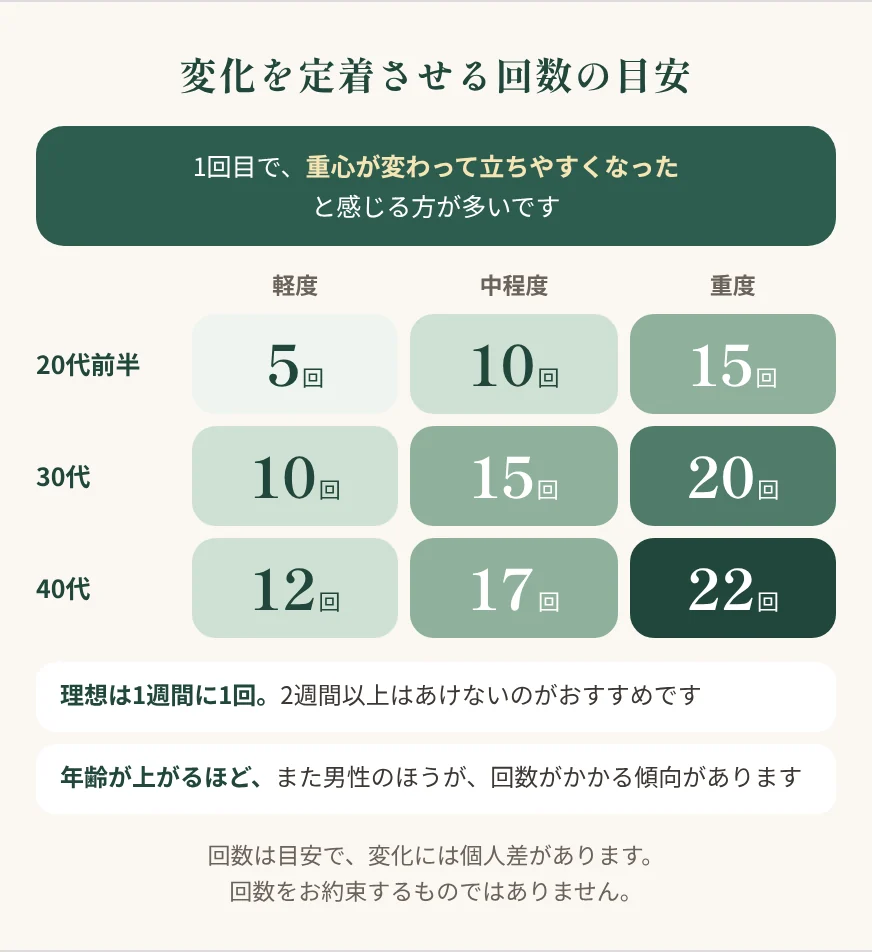 変化を定着させる回数の目安
1回目で、重心が変わって立ちやすくなった
と感じる方が多いです
軽度 中程度 重度
20代前半 5回 10回 15回
30代 10回 15回 20回
40代 12回 17回 22回
理想は1週間に1回。2週間以上はあけないのがおすすめです
年齢が上がるほど、また男性のほうが、回数がかかる傾向があります
回数は目安で、変化には個人差があります。
回数をお約束するものではありません。